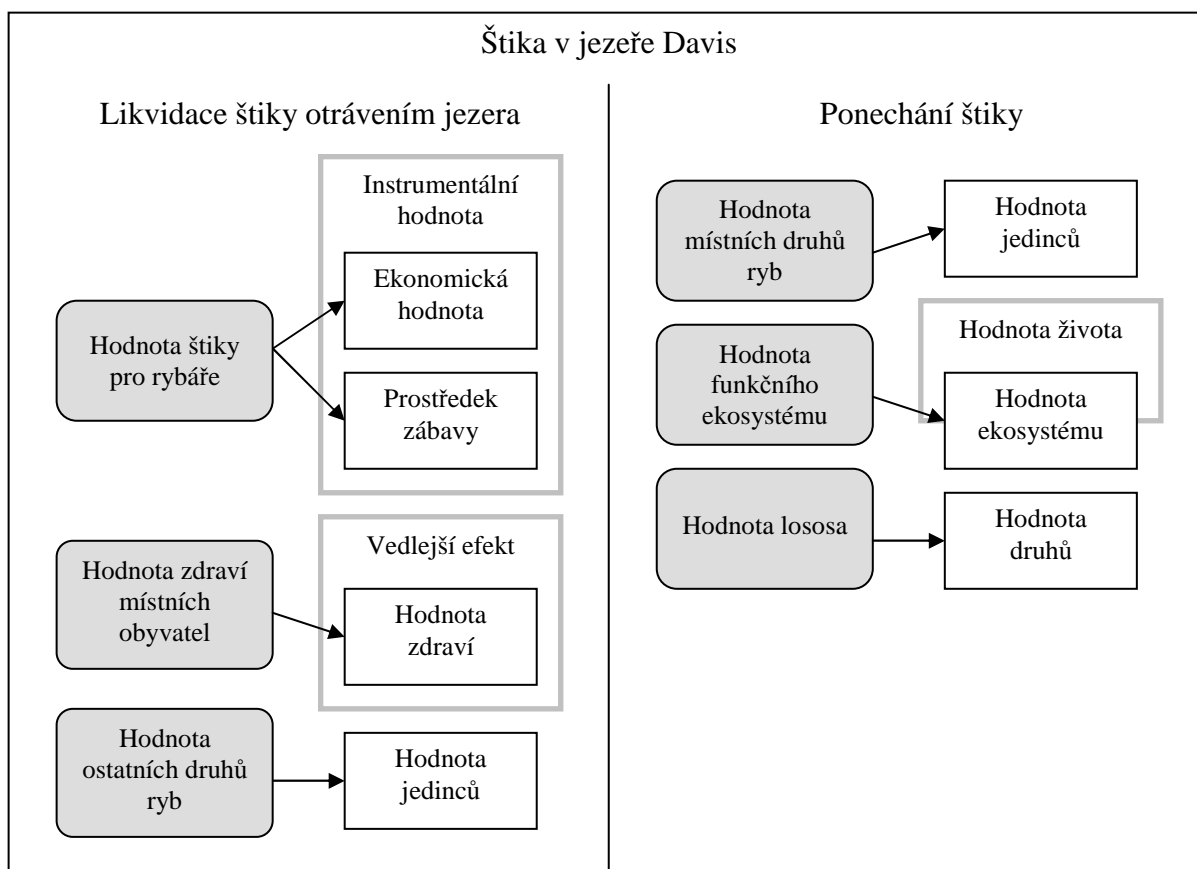 Štika v jezeře Davis
Likvidace štiky otrávením jezera
Instrumentální
hodnota
Ekonomická
hodnota
Hodnota štiky
pro rybáře
Prostředek
zábavy
Vedlejší efekt
Hodnota zdraví
místních
obyvatel
Hodnota
zdraví
Hodnota
ostatních druhů
ryb
Hodnota
jedinců
Ponechání štiky
Hodnota
místních druhů
ryb
Hodnota
jedinců
Hodnota života
Hodnota
funkčního
ekosystému
Hodnota
ekosystému
Hodnota lososa
Hodnota
druhů